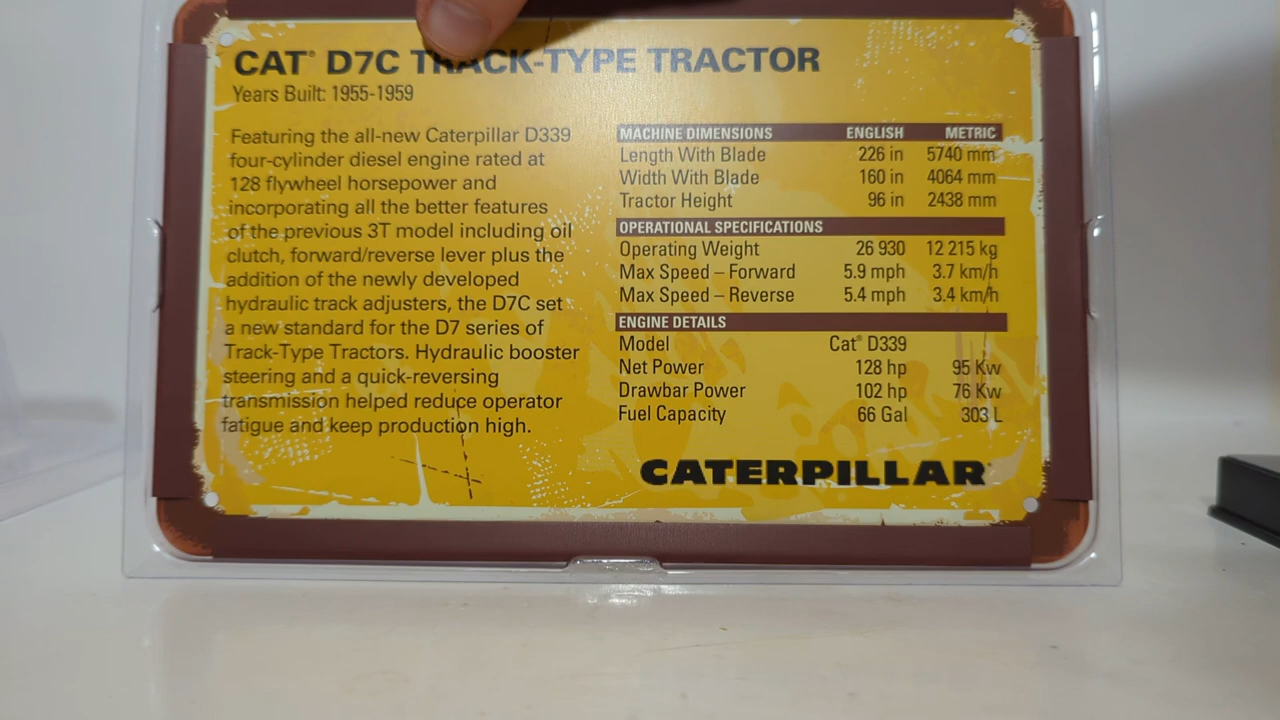 CAT® D7C TRACK-TYPE TRACTOR
Years Built: 1955-1959
Featuring the all-new Caterpillar D339
four-cylinder diesel engine rated at
128 flywheel horsepower and
incorporating all the better features
of the previous 3T model including oil
clutch, forward/reverse lever plus the
addition of the newly developed
hydraulic track adjusters, the D7C set
a new standard for the D7 series of
Track-Type Tractors. Hydraulic booster
steering and a quick-reversing
transmission helped reduce operator
fatigue and keep production high.
MACHINE DIMENSIONS ENGLISH METRIC
Length With Blade 226 in 5740 mm
Width With Blade 160 in 4064 mm
Tractor Height 96 in 2438 mm
OPERATIONAL SPECIFICATIONS
Operating Weight 26 930 12 215 kg
Max Speed – Forward 5.9 mph 3.7 km/h
Max Speed – Reverse 5.4 mph 3.4 km/h
ENGINE DETAILS
Model Cat® D339
Net Power 128 hp 95 Kw
Drawbar Power 102 hp 76 Kw
Fuel Capacity 66 Gal 303 L
CATERPILLAR®